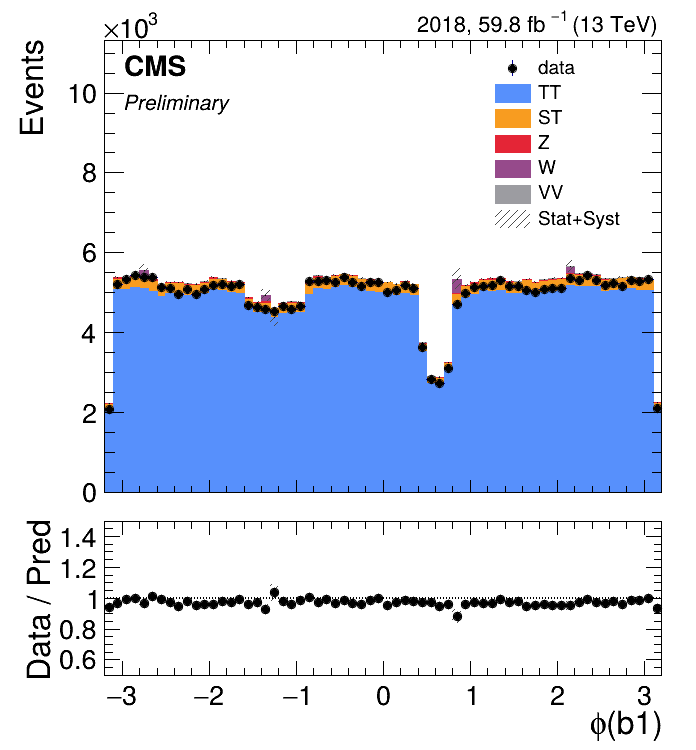 ×10³
2018, 59.8 fb⁻¹ (13 TeV)
CMS
Preliminary
Events
data
TT
ST
Z
W
VV
Stat+Syst
10
8
6
4
2
0
Data / Pred
1.4
1.2
1
0.8
0.6
−3 −2 −1 0 1 2 3
ϕ(b1)